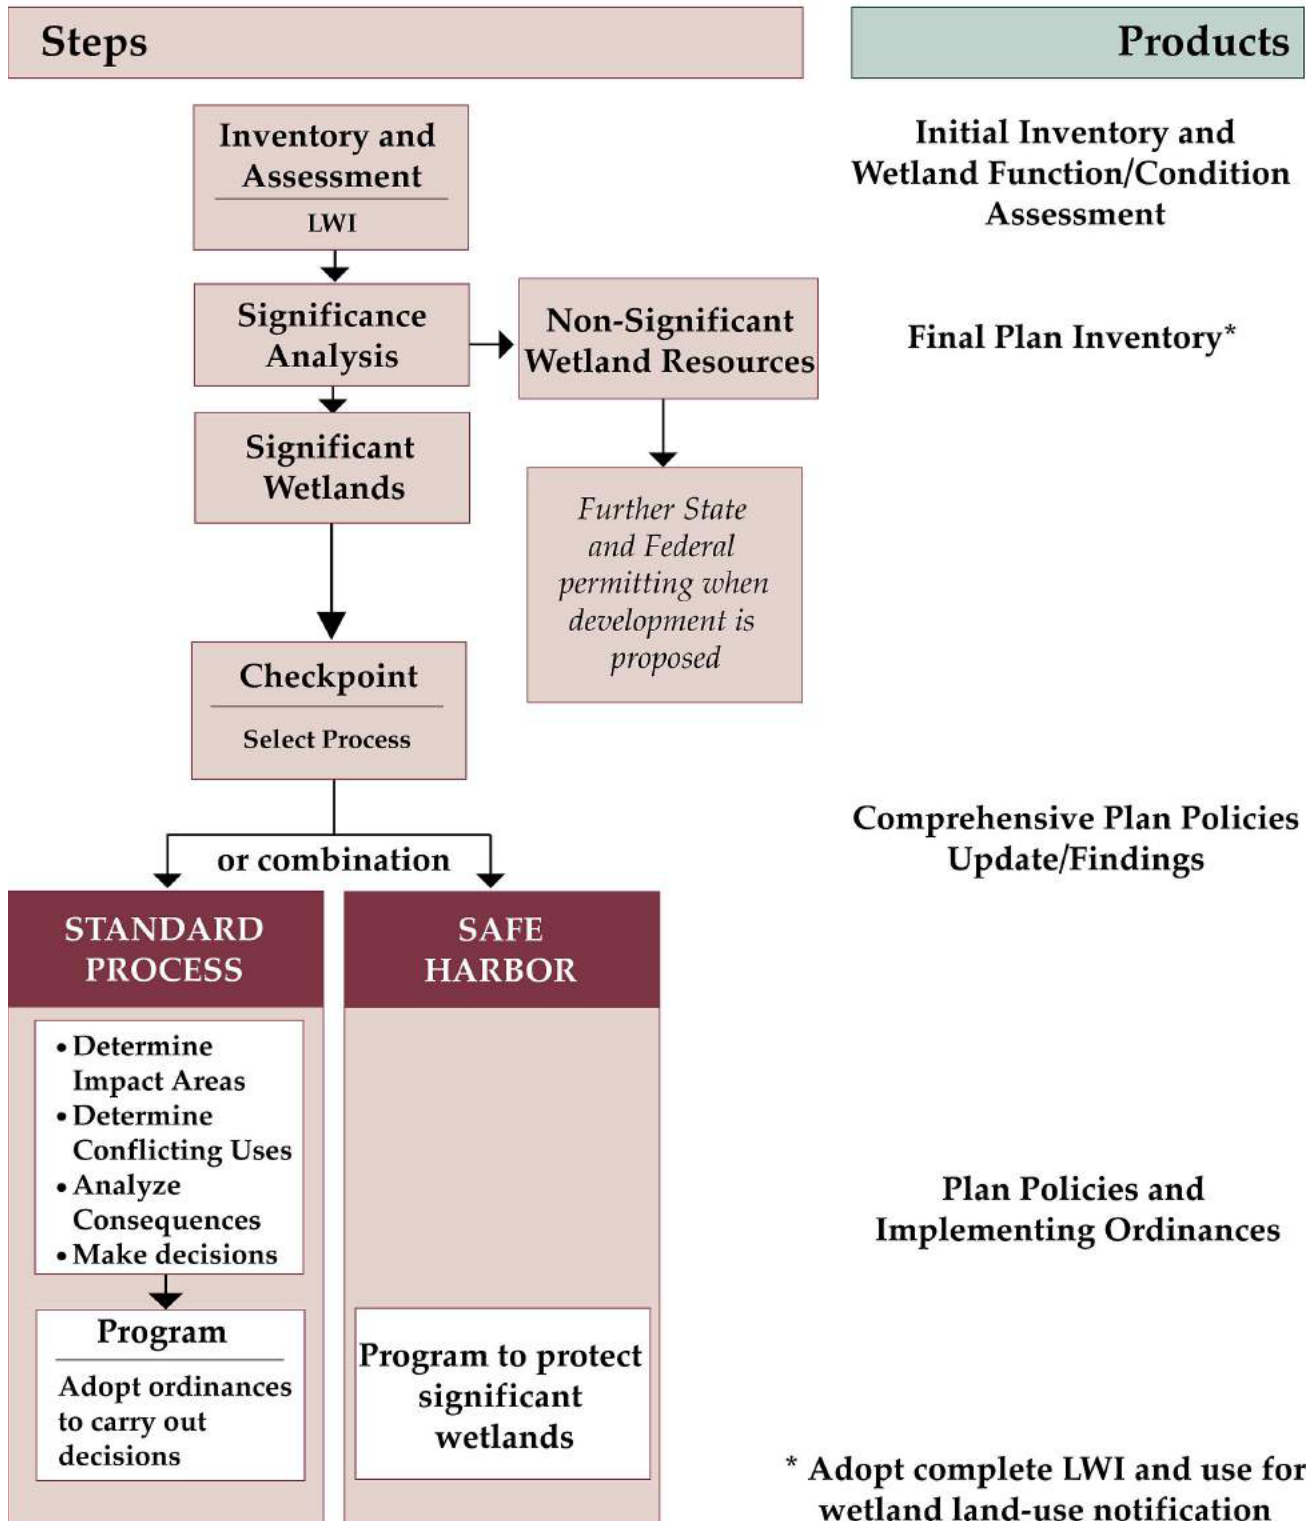 Steps
Products
Inventory and
Assessment
LWI
Initial Inventory and
Wetland Function/Condition
Assessment
Significance
Analysis
Non-Significant
Wetland Resources
Final Plan Inventory*
Significant
Wetlands
Further State
and Federal
permitting when
development is
proposed
Checkpoint
Select Process
or combination
Comprehensive Plan Policies
Update/Findings
STANDARD
PROCESS
SAFE
HARBOR
• Determine
Impact Areas
• Determine
Conflicting Uses
• Analyze
Consequences
• Make decisions
Plan Policies and
Implementing Ordinances
Program
Adopt ordinances
to carry out
decisions
Program to protect
significant
wetlands
* Adopt complete LWI and use for
wetland land-use notification